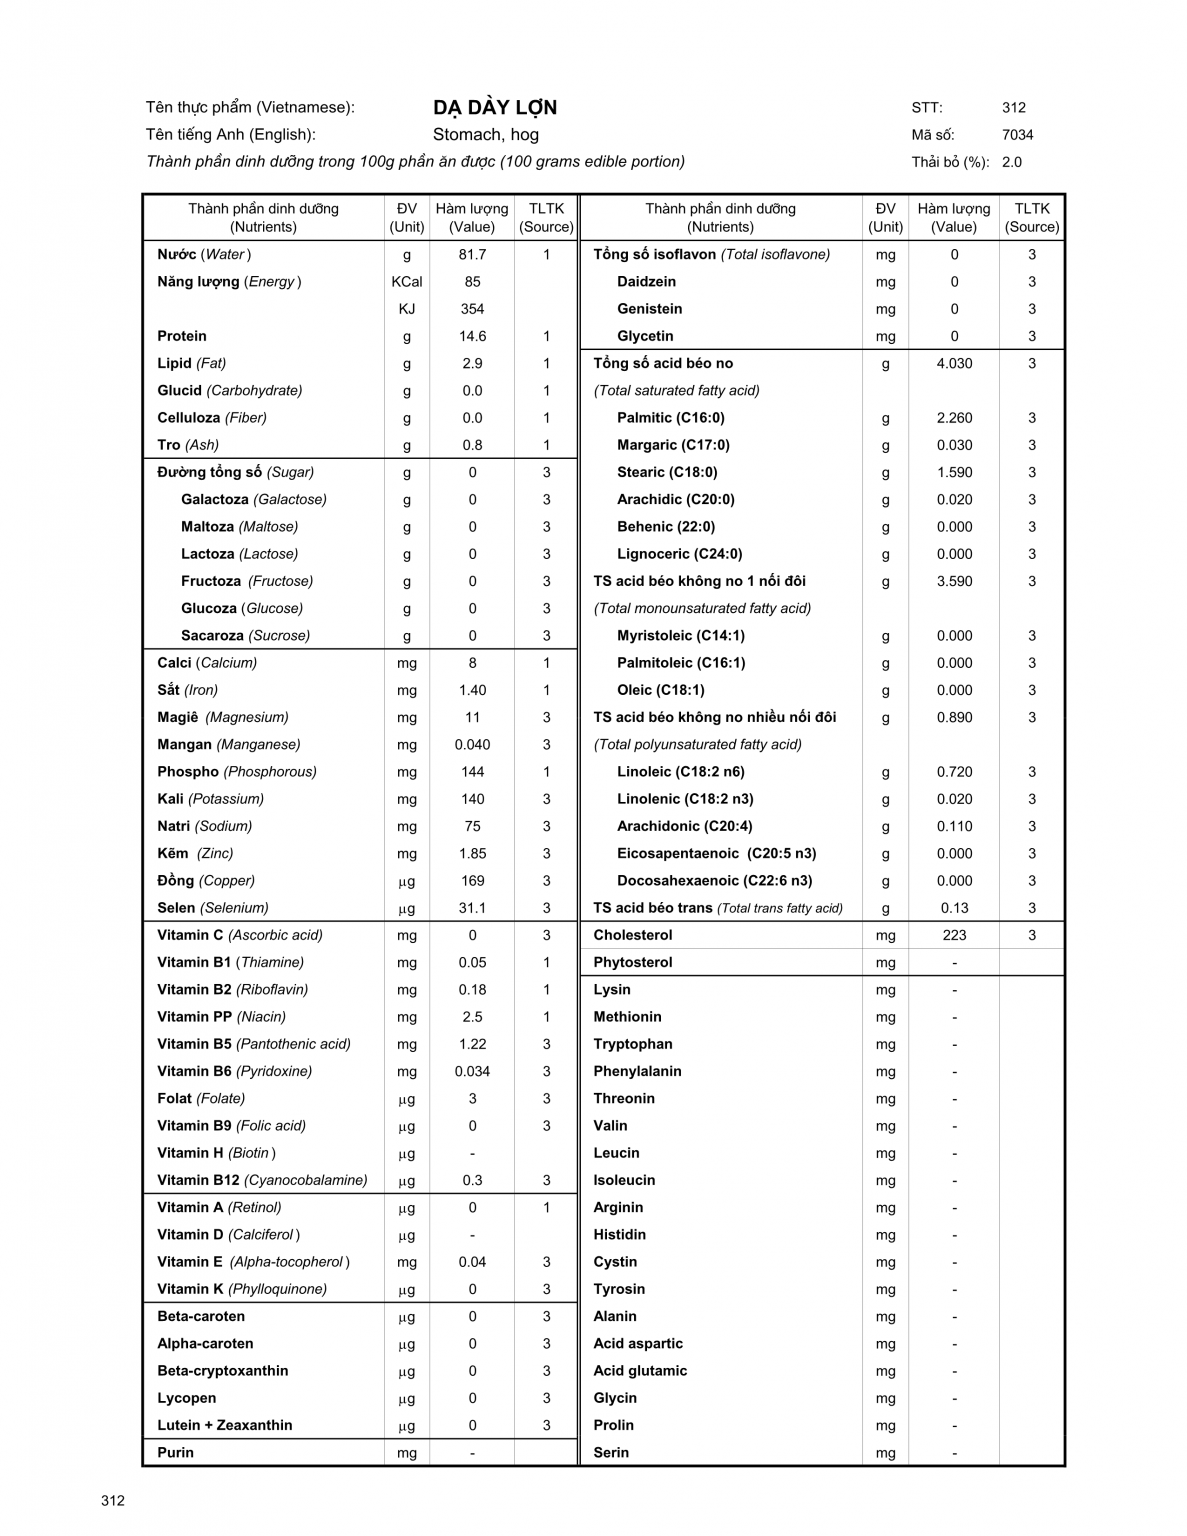 Tên thực phẩm (Vietnamese): DẠ DÀY LỢN STT: 312
Tên tiếng Anh (English): Stomach, hog Mã số: 7034
Thành phần dinh dưỡng trong 100g phần ăn được (100 grams edible portion) Thải bỏ (%): 2.0
Thành phần dinh dưỡng ĐV Hàm lượng TLTK Thành phần dinh dưỡng ĐV Hàm lượng TLTK
(Nutrients) (Unit) (Value) (Source) (Nutrients) (Unit) (Value) (Source)
Nước (Water) g 81.7 1 Tổng số isoflavon (Total isoflavone) mg 0 3
Năng lượng (Energy) KCal 85 Daidzein mg 0 3
KJ 354 Genistein mg 0 3
Protein g 14.6 1 Glycetin mg 0 3
Lipid (Fat) g 2.9 1 Tổng số acid béo no g 4.030 3
Glucid (Carbohydrate) g 0.0 1 (Total saturated fatty acid)
Celluloza (Fiber) g 0.0 1 Palmitic (C16:0) g 2.260 3
Tro (Ash) g 0.8 1 Margaric (C17:0) g 0.030 3
Đường tổng số (Sugar) g 0 3 Stearic (C18:0) g 1.590 3
Galactoza (Galactose) g 0 3 Arachidic (C20:0) g 0.020 3
Maltoza (Maltose) g 0 3 Behenic (22:0) g 0.000 3
Lactoza (Lactose) g 0 3 Lignoceric (C24:0) g 0.000 3
Fructoza (Fructose) g 0 3 TS acid béo không no 1 nối đôi g 3.590 3
Glucoza (Glucose) g 0 3 (Total monounsaturated fatty acid)
Sacaroza (Sucrose) g 0 3 Myristoleic (C14:1) g 0.000 3
Calci (Calcium) mg 8 1 Palmitoleic (C16:1) g 0.000 3
Sắt (Iron) mg 1.40 1 Oleic (C18:1) g 0.000 3
Magiê (Magnesium) mg 11 3 TS acid béo không no nhiều nối đôi g 0.890 3
Mangan (Manganese) mg 0.040 3 (Total polyunsaturated fatty acid)
Phospho (Phosphorous) mg 144 1 Linoleic (C18:2 n6) g 0.720 3
Kali (Potassium) mg 140 3 Linolenic (C18:2 n3) g 0.020 3
Natri (Sodium) mg 75 3 Arachidonic (C20:4) g 0.110 3
Kẽm (Zinc) mg 1.85 3 Eicosapentaenoic (C20:5 n3) g 0.000 3
Đồng (Copper) µg 169 3 Docosahexaenoic (C22:6 n3) g 0.000 3
Selen (Selenium) µg 31.1 3 TS acid béo trans (Total trans fatty acid) g 0.13 3
Vitamin C (Ascorbic acid) mg 0 3 Cholesterol mg 223 3
Vitamin B1 (Thiamine) mg 0.05 1 Phytosterol mg -
Vitamin B2 (Riboflavin) mg 0.18 1 Lysin mg -
Vitamin PP (Niacin) mg 2.5 1 Methionin mg -
Vitamin B5 (Pantothenic acid) mg 1.22 3 Tryptophan mg -
Vitamin B6 (Pyridoxine) mg 0.034 3 Phenylalanin mg -
Folat (Folate) µg 3 3 Threonin mg -
Vitamin B9 (Folic acid) µg 0 3 Valin mg -
Vitamin H (Biotin) µg - Leucin mg -
Vitamin B12 (Cyanocobalamine) µg 0.3 3 Isoleucin mg -
Vitamin A (Retinol) µg 0 1 Arginin mg -
Vitamin D (Calciferol) µg - Histidin mg -
Vitamin E (Alpha-tocopherol) mg 0.04 3 Cystin mg -
Vitamin K (Phylloquinone) µg 0 3 Tyrosin mg -
Beta-caroten µg 0 3 Alanin mg -
Alpha-caroten µg 0 3 Acid aspartic mg -
Beta-cryptoxanthin µg 0 3 Acid glutamic mg -
Lycopen µg 0 3 Glycin mg -
Lutein + Zeaxanthin µg 0 3 Prolin mg -
Purin mg - Serin mg -
312